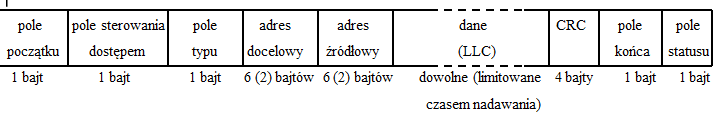 pole pole sterowania pole adres adres dane CRC pole pole
początku dostępem typu docelowy źródłowy (LLC) końca statusu
1 bajt 1 bajt 1 bajt 6 (2) bajtów 6 (2) bajtów dowolne (limitowane 4 bajty 1 bajt 1 bajt
czasem nadawania)